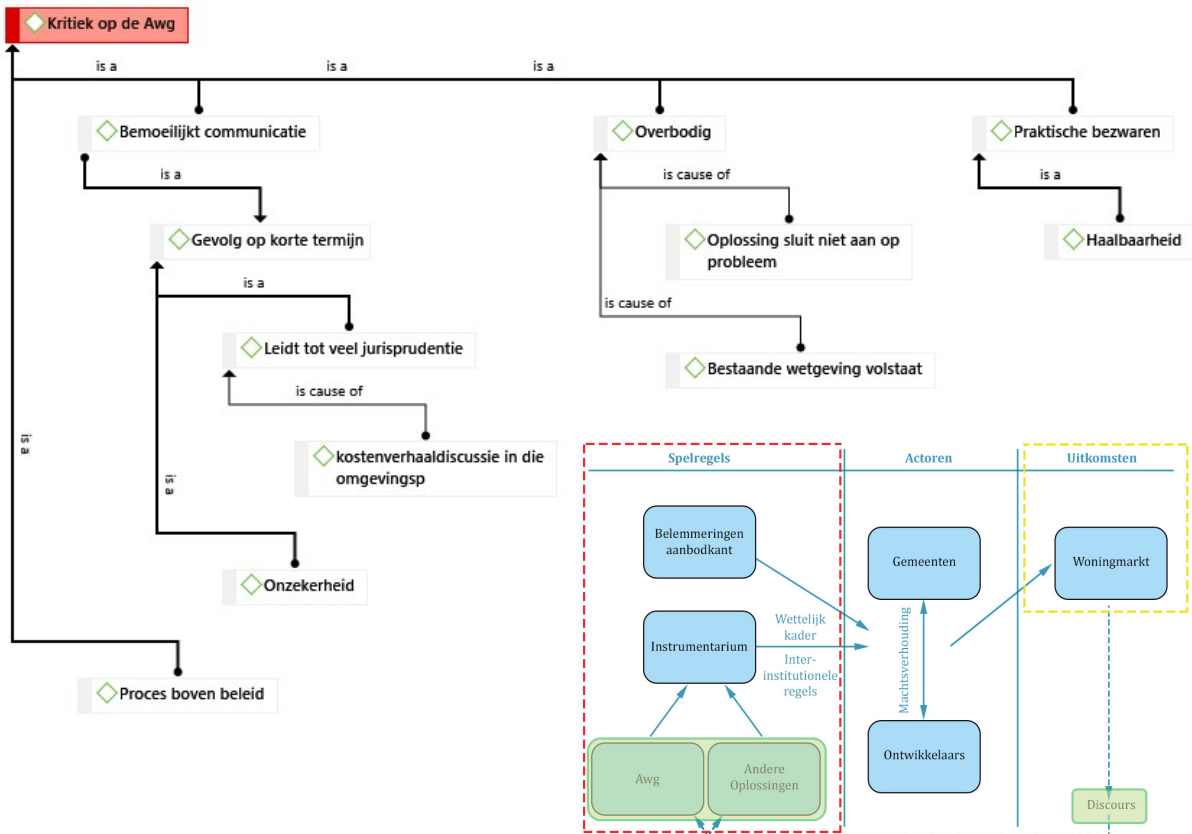 Kritiek op de Awg
is a
is a
is a
Bemoeilijkt communicatie
Overbodig
Praktische bezwaren
is a
is cause of
is a
Gevolg op korte termijn
Oplossing sluit niet aan op
probleem
Haalbaarheid
is a
is cause of
Leidt tot veel jurisprudentie
Bestaande wetgeving volstaat
is cause of
is a
kostenverhaaldiscussie in die
omgevingsp
is a
Onzekerheid
Proces boven beleid
Spelregels
Actoren
Uitkomsten
Belemmeringen
aanbodkant
Gemeenten
Woningmarkt
Instrumentarium
Wettelijk
kader
Inter-
institutionele
regels
Machtsverhouding
Ontwikkelaars
Awg
Andere
Oplossingen
Discours